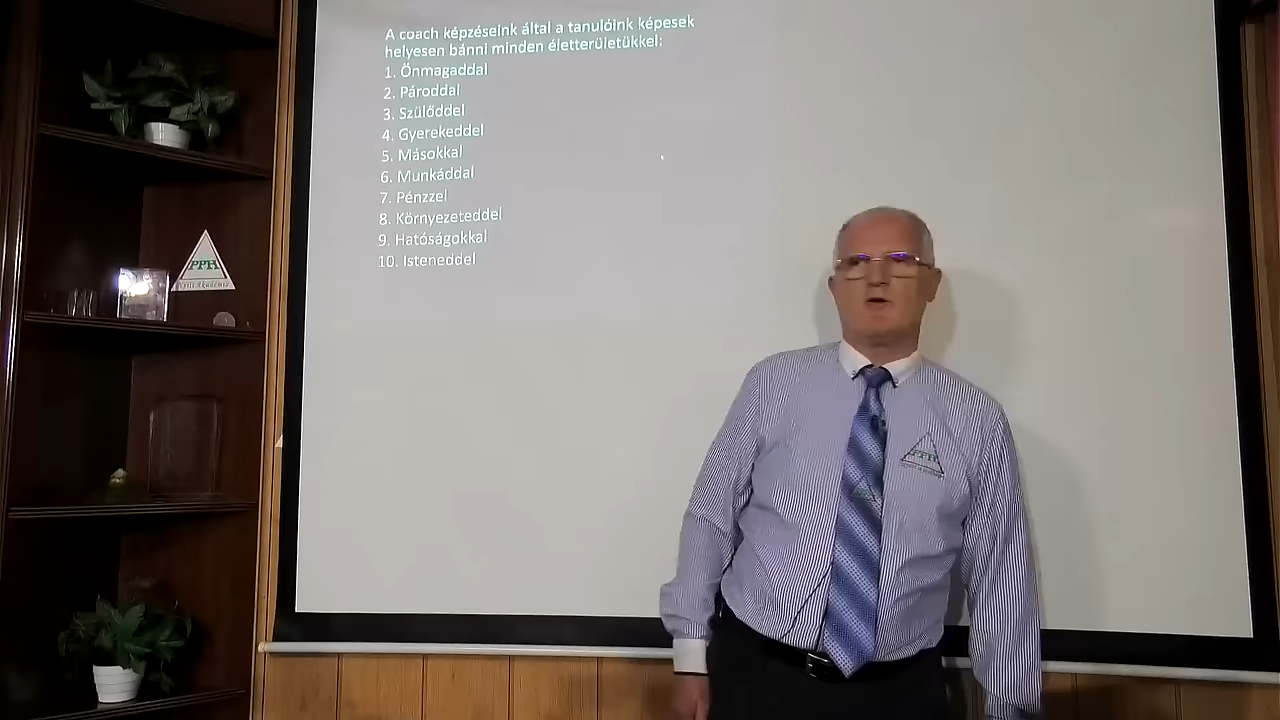 A coach képzéseink által a tanulóink képesek
helyesen bánni minden életterületükkel:
1. Önmagaddal
2. Pároddal
3. Szülőddel
4. Gyerekeddel
5. Másokkal
6. Munkáddal
7. Pénzzel
8. Környezeteddel
9. Hatóságokkal
10. Isteneddel
PPH
PPH